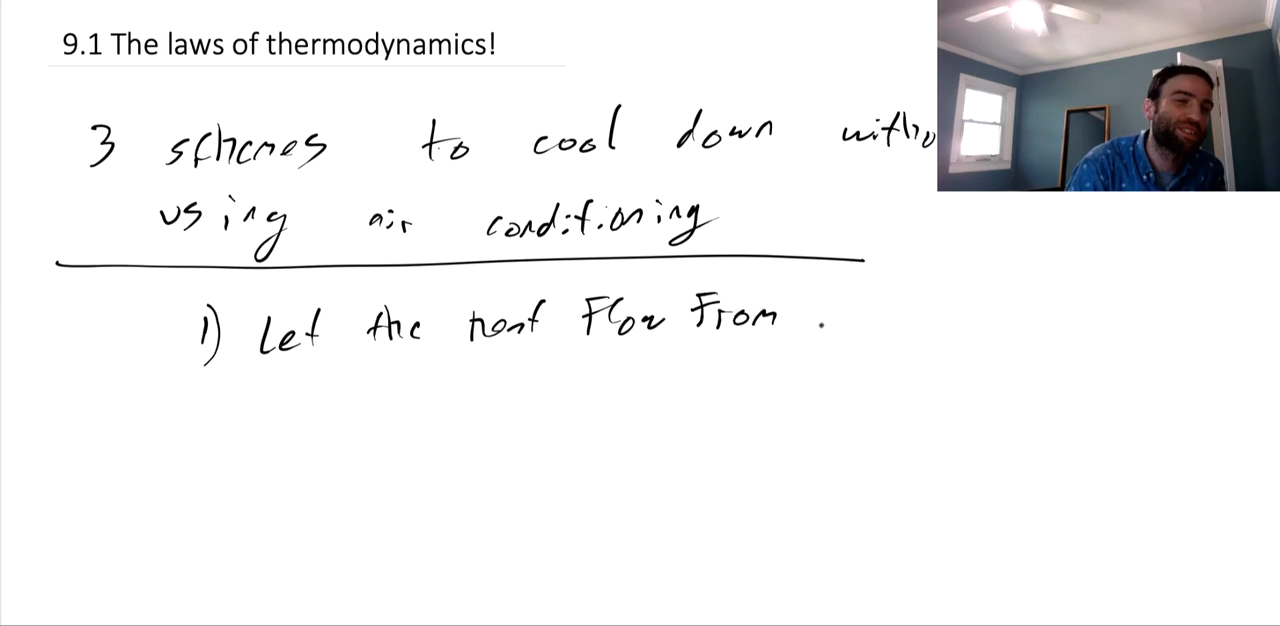 9.1 The laws of thermodynamics!
3 schemes to cool down witho
using air conditioning
1) Let the heat Flow From